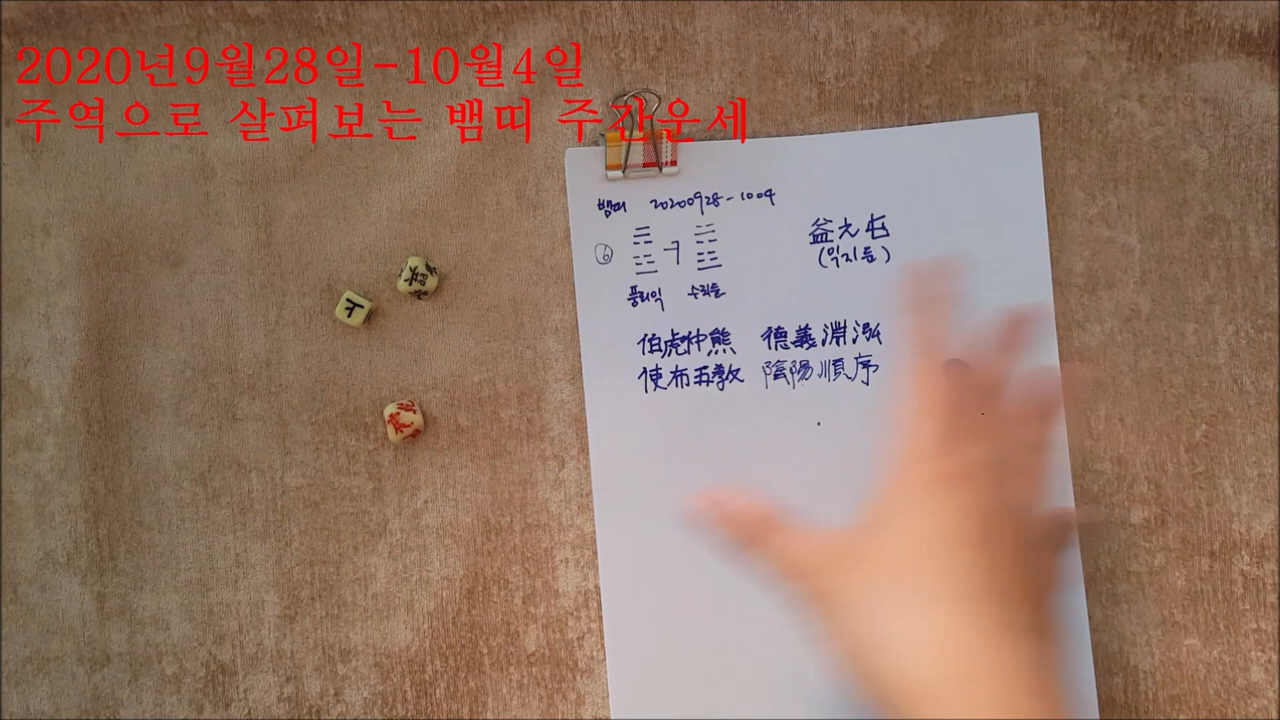 2020년9월28일-10월4일
주역으로 살펴보는 뱀띠 주간운세
뱀띠 20200928-1004
⑥
益之屯
(익지둔)
풍뢰익 수뢰둔
伯虎仲熊 德義淵泓
使布五教 陰陽順序
上